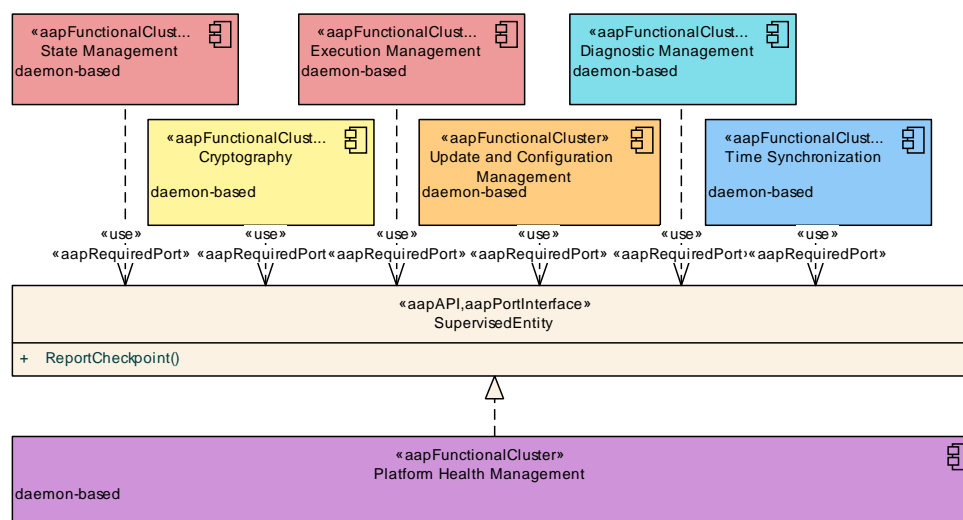 «aapFunctionalClust...
State Management
daemon-based
«aapFunctionalClust...
Execution Management
daemon-based
«aapFunctionalClust...
Diagnostic Management
daemon-based
«aapFunctionalClust...
Cryptography
daemon-based
«aapFunctionalCluster»
Update and Configuration
Management
daemon-based
«aapFunctionalClust...
Time Synchronization
daemon-based
«use» «use» «use» «use» «use» «use»
«aapRequiredPort» «aapRequiredPort «aapRequiredPort» «aapRequiredPort» «aapRequiredPort» «aapRequiredPort»
«aapAPI,aapPortInterface»
SupervisedEntity
+ ReportCheckpoint()
«aapFunctionalCluster»
Platform Health Management
daemon-based